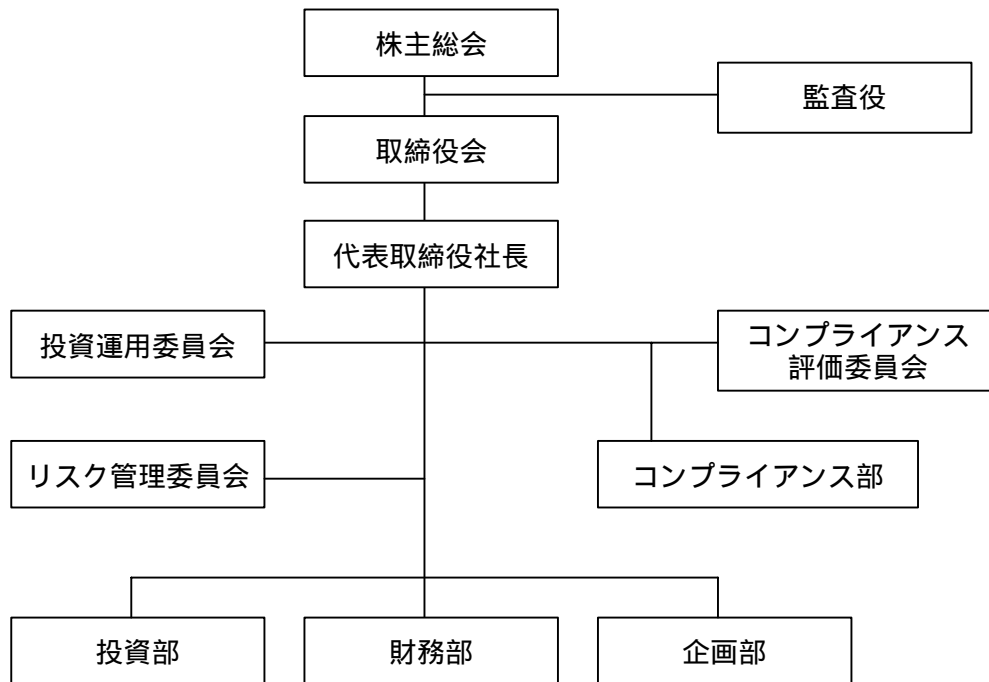 株主総会
監査役
取締役会
代表取締役社長
投資運用委員会
コンプライアンス
評価委員会
リスク管理委員会
コンプライアンス部
投資部
財務部
企画部